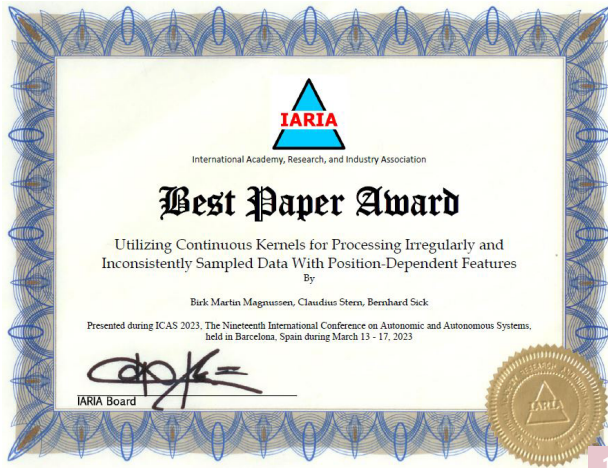 IARIA
International Academy, Research, and Industry Association
Best Paper Award
Utilizing Continuous Kernels for Processing Irregularly and
Inconsistently Sampled Data With Position-Dependent Features
By
Birk Martin Magnussen, Claudius Stern, Bernhard Sick
Presented during ICAS 2023, The Nineteenth International Conference on Autonomic and Autonomous Systems,
held in Barcelona, Spain during March 13 - 17, 2023
IARIA Board
IARIA